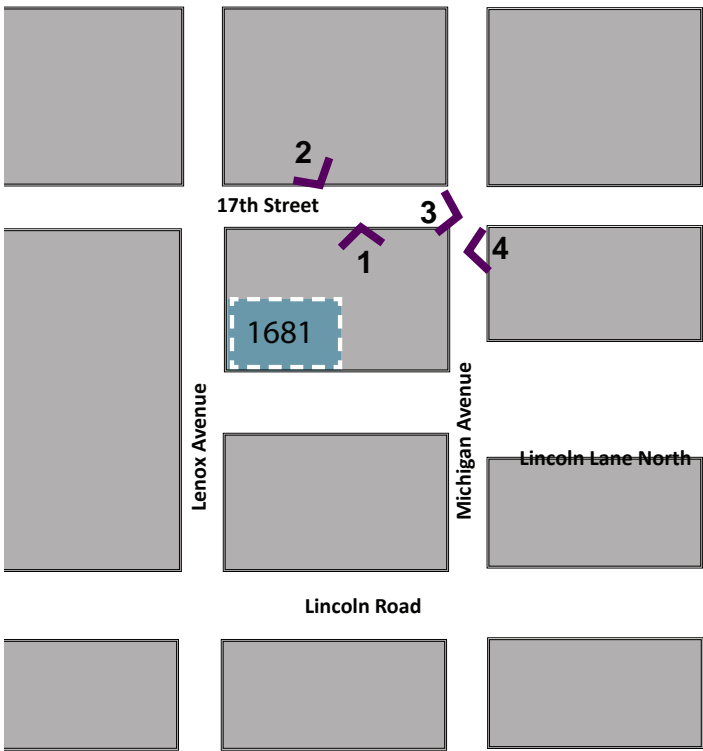 2
17th Street
3
4
1
1681
Lenox Avenue
Michigan Avenue
Lincoln Lane North
Lincoln Road